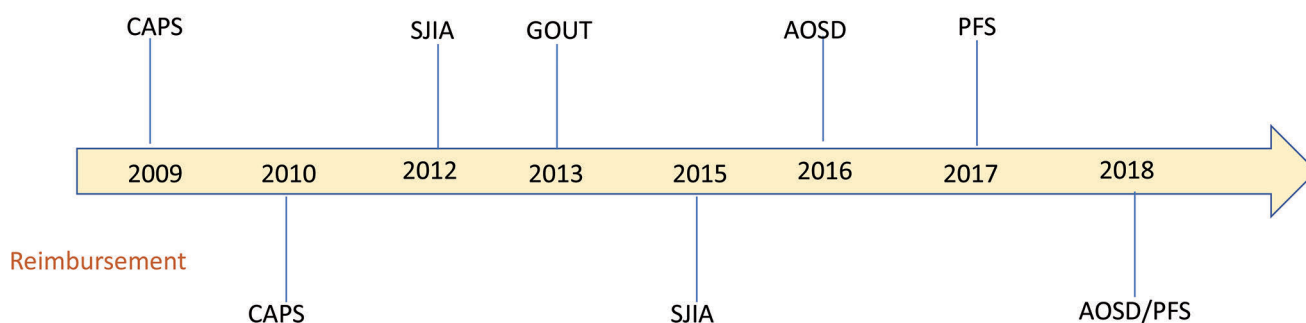 CAPS SJIA GOUT AOSD PFS
2009 2010 2012 2013 2015 2016 2017 2018
Reimbursement
CAPS SJIA AOSD/PFS